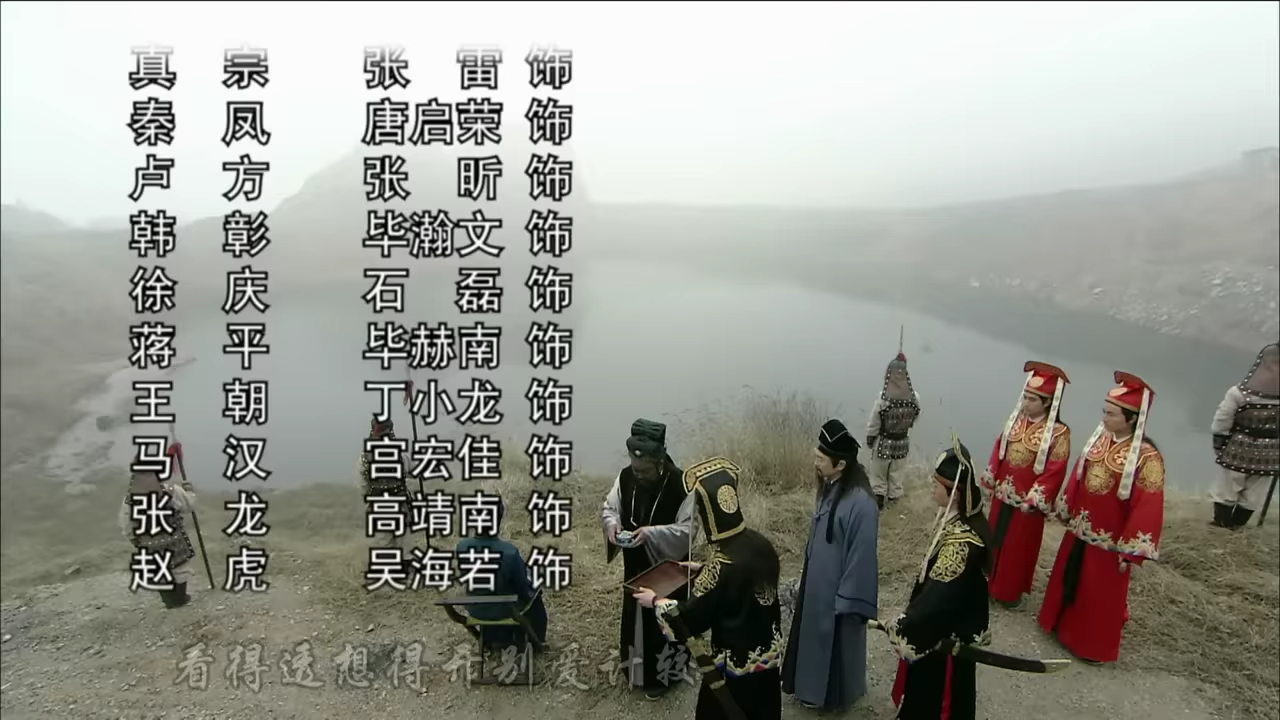 真宗 张雷 饰
秦凤 唐启荣 饰
卢方 张昕 饰
韩彰 毕瀚文 饰
徐庆 石磊 饰
蒋平 毕赫南 饰
王朝 丁小龙 饰
马汉 宫宏佳 饰
张龙 高靖南 饰
赵虎 吴海若 饰
看得透想得开别爱计较